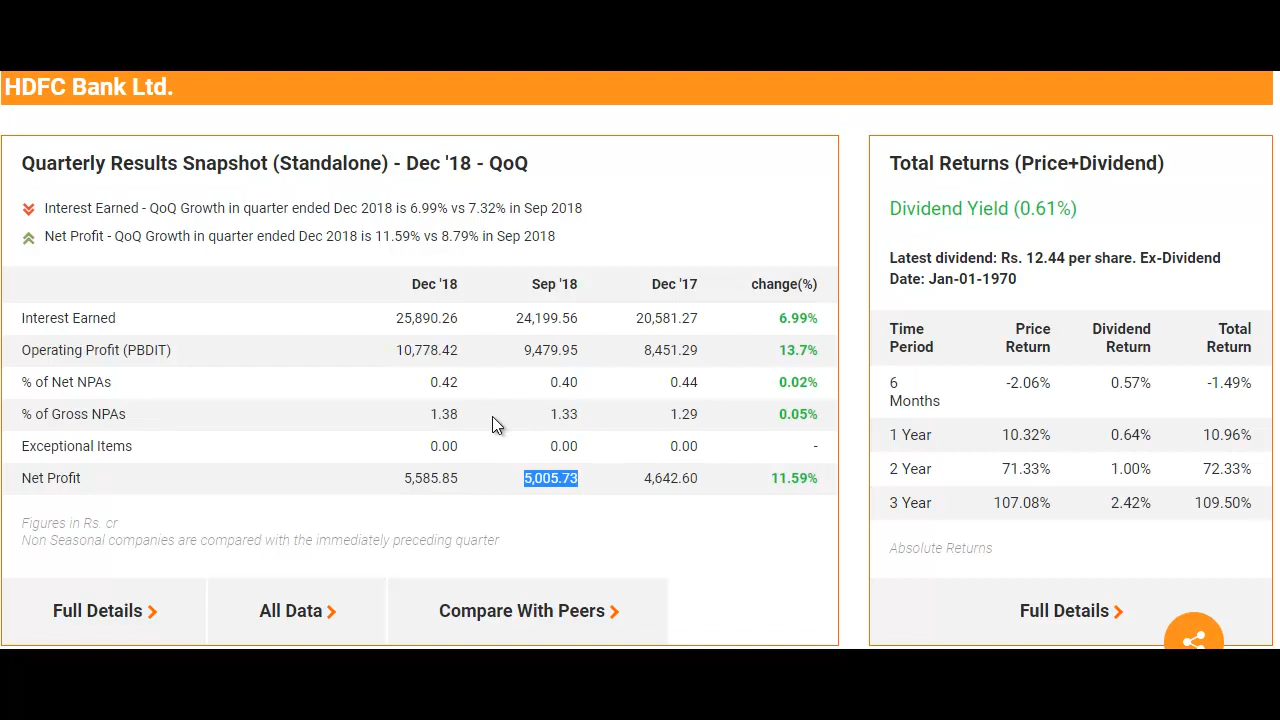 HDFC Bank Ltd.
Quarterly Results Snapshot (Standalone) - Dec '18 - QoQ
Interest Earned - QoQ Growth in quarter ended Dec 2018 is 6.99% vs 7.32% in Sep 2018
Net Profit - QoQ Growth in quarter ended Dec 2018 is 11.59% vs 8.79% in Sep 2018
Dec '18 Sep '18 Dec '17 change(%)
Interest Earned 25,890.26 24,199.56 20,581.27 6.99%
Operating Profit (PBDIT) 10,778.42 9,479.95 8,451.29 13.7%
% of Net NPAs 0.42 0.40 0.44 0.02%
% of Gross NPAs 1.38 1.33 1.29 0.05%
Exceptional Items 0.00 0.00 0.00 -
Net Profit 5,585.85 5,005.73 4,642.60 11.59%
Figures in Rs. cr
Non Seasonal companies are compared with the immediately preceding quarter
Full Details All Data Compare With Peers
Total Returns (Price+Dividend)
Dividend Yield (0.61%)
Latest dividend: Rs. 12.44 per share. Ex-Dividend
Date: Jan-01-1970
Time Price Dividend Total
Period Return Return Return
6 -2.06% 0.57% -1.49%
Months
1 Year 10.32% 0.64% 10.96%
2 Year 71.33% 1.00% 72.33%
3 Year 107.08% 2.42% 109.50%
Absolute Returns
Full Details